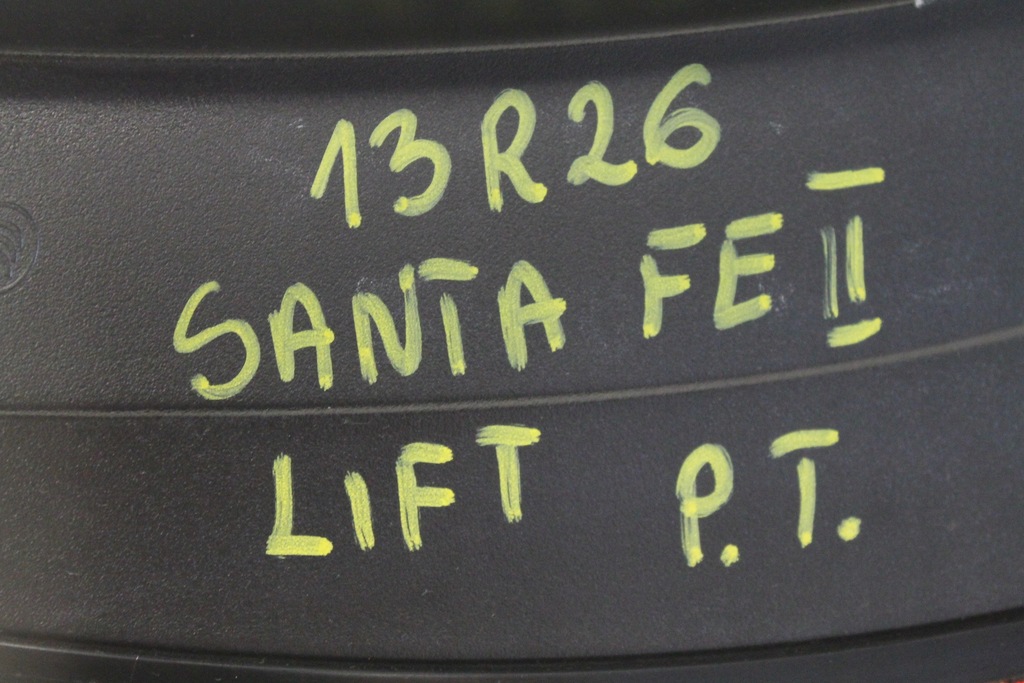 13R26
SANTA FE II
LIFT P.T.